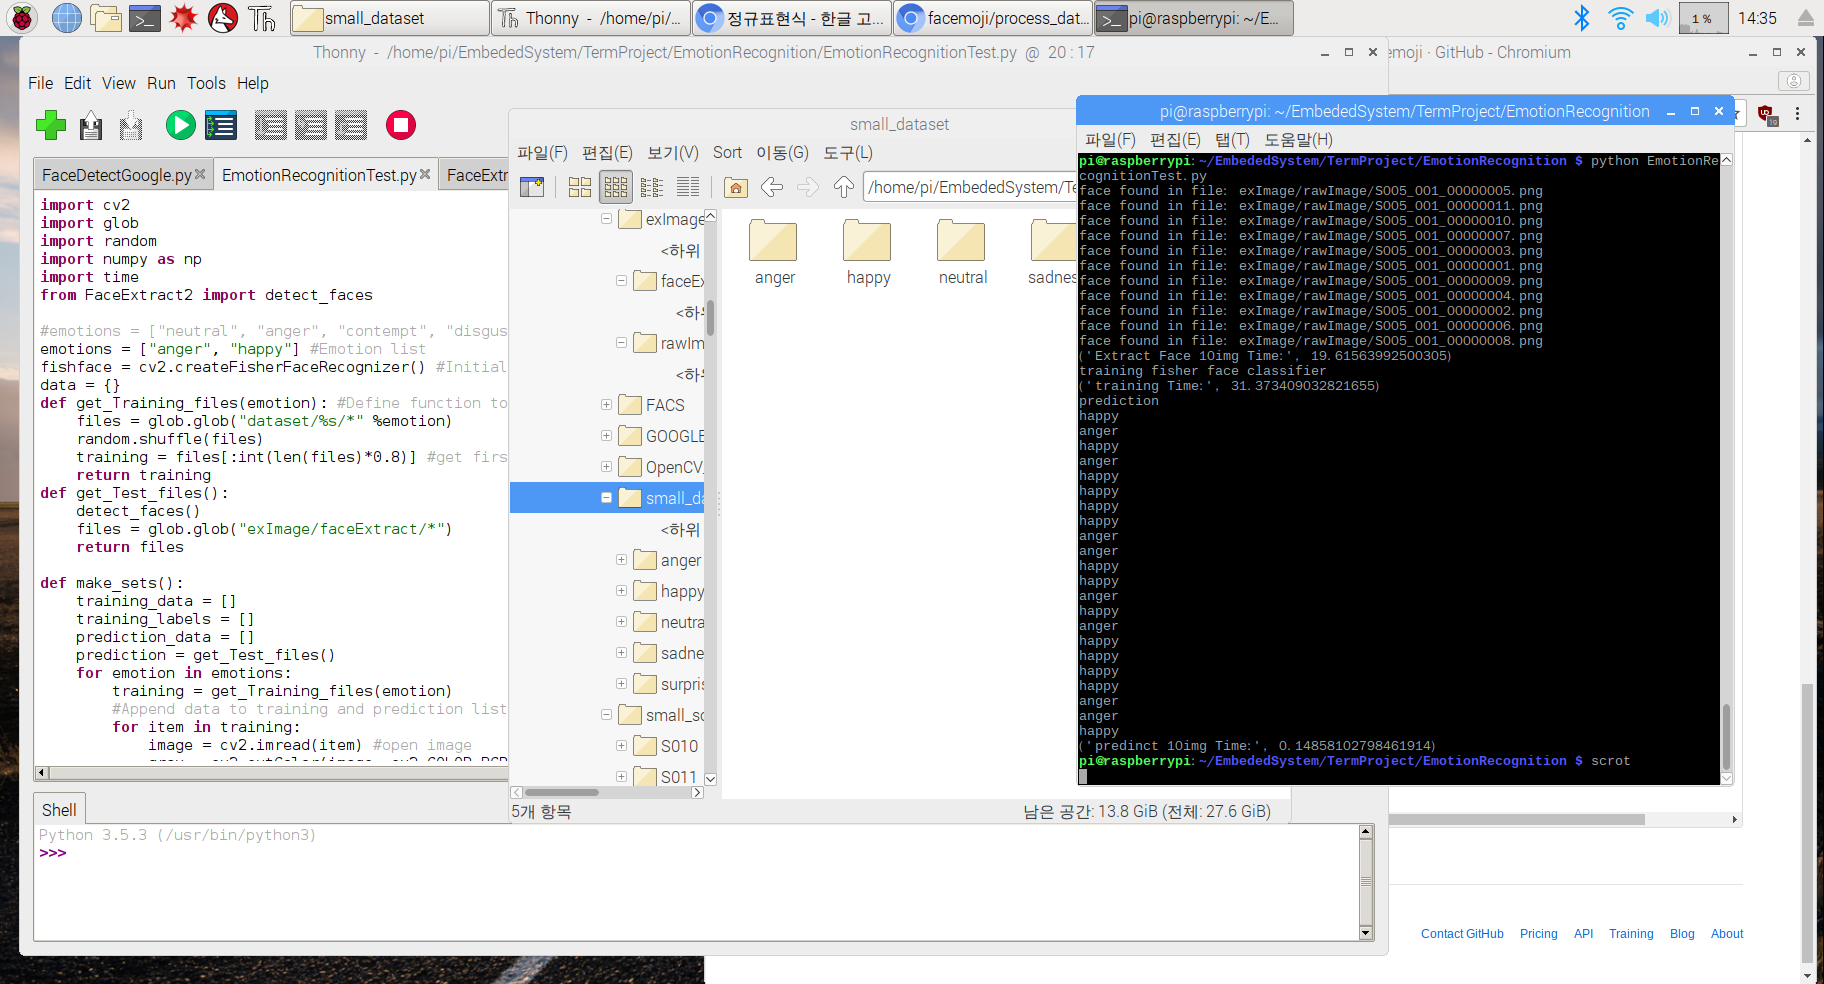 small_dataset
Thonny  -  /home/pi/...
정규표현식 - 한글 고...
facemoji/process_dat...
pi@raspberrypi: ~/E...
1 %
14:35
Thonny  -  /home/pi/EmbededSystem/TermProject/EmotionRecognition/EmotionRecognitionTest.py  @  20 : 17
File Edit View Run Tools Help
FaceDetectGoogle.py
EmotionRecognitionTest.py
FaceExtr
import cv2
import glob
import random
import numpy as np
import time
from FaceExtract2 import detect_faces
#emotions = ["neutral", "anger", "contempt", "disgus
emotions = ["anger", "happy"] #Emotion list
fishface = cv2.createFisherFaceRecognizer() #Initial
data = {}
def get_Training_files(emotion): #Define function to
    files = glob.glob("dataset/%s/*" %emotion)
    random.shuffle(files)
    training = files[:int(len(files)*0.8)] #get firs
    return training
def get_Test_files():
    detect_faces()
    files = glob.glob("exImage/faceExtract/*")
    return files
def make_sets():
    training_data = []
    training_labels = []
    prediction_data = []
    prediction = get_Test_files()
    for emotion in emotions:
        training = get_Training_files(emotion)
        #Append data to training and prediction list
        for item in training:
            image = cv2.imread(item) #open image
Shell
Python 3.5.3 (/usr/bin/python3)
>>>
small_dataset
파일(F) 편집(E) 보기(V) Sort 이동(G) 도구(L)
/home/pi/EmbededSystem/Te
exImage
<하위
faceEx
<하위
rawIm
<하위
FACS
GOOGLE
OpenCV_
small_da
<하위
anger
happy
neutra
sadne
surpris
small_so
S010
S011
anger
happy
neutral
sadnes
5개 항목
남은 공간: 13.8 GiB (전체: 27.6 GiB)
emoji · GitHub - Chromium
pi@raspberrypi: ~/EmbededSystem/TermProject/EmotionRecognition
파일(F) 편집(E) 탭(T) 도움말(H)
pi@raspberrypi:~/EmbededSystem/TermProject/EmotionRecognition $ python EmotionRe
cognitionTest.py
face found in file: exImage/rawImage/S005_001_00000005.png
face found in file: exImage/rawImage/S005_001_00000011.png
face found in file: exImage/rawImage/S005_001_00000010.png
face found in file: exImage/rawImage/S005_001_00000007.png
face found in file: exImage/rawImage/S005_001_00000003.png
face found in file: exImage/rawImage/S005_001_00000001.png
face found in file: exImage/rawImage/S005_001_00000009.png
face found in file: exImage/rawImage/S005_001_00000004.png
face found in file: exImage/rawImage/S005_001_00000002.png
face found in file: exImage/rawImage/S005_001_00000006.png
face found in file: exImage/rawImage/S005_001_00000008.png
('Extract Face 10img Time:', 19.61563992500305)
training fisher face classifier
('training Time:', 31.373409032821655)
prediction
happy
anger
happy
anger
happy
happy
happy
happy
anger
anger
happy
happy
anger
happy
anger
happy
happy
happy
happy
anger
anger
happy
('predinct 10img Time:', 0.14858102798461914)
pi@raspberrypi:~/EmbededSystem/TermProject/EmotionRecognition $ scrot
Contact GitHub Pricing API Training Blog About